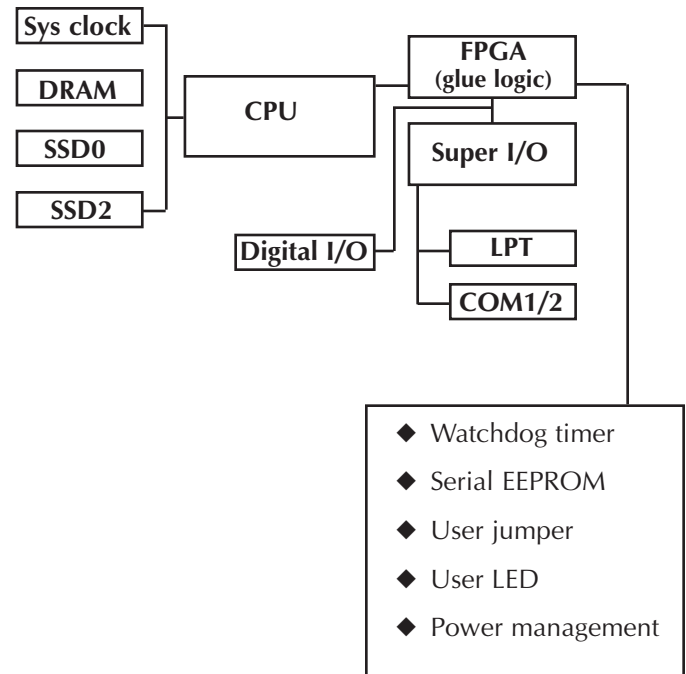 Sys clock
DRAM
SSD0
SSD2
CPU
FPGA
(glue logic)
Super I/O
Digital I/O
LPT
COM1/2
◆ Watchdog timer
◆ Serial EEPROM
◆ User jumper
◆ User LED
◆ Power management